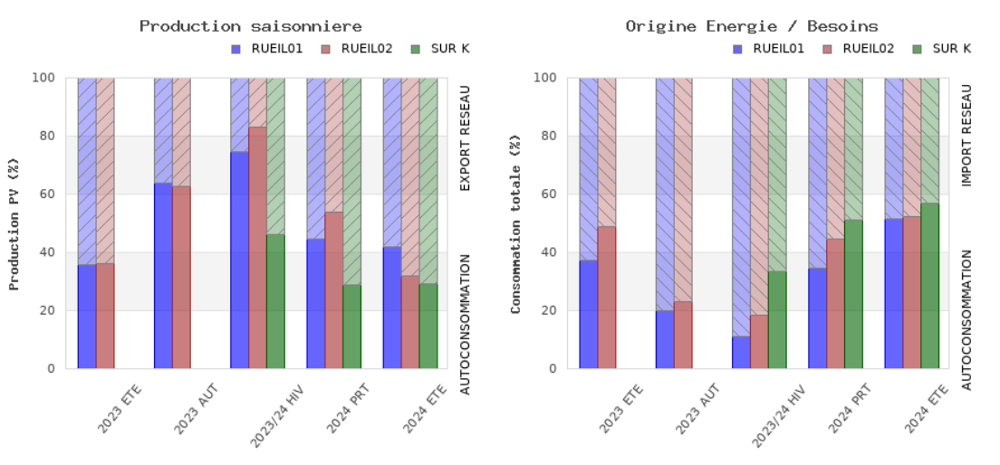 Production saisonniere
RUEIL01 RUEIL02 SUR K
Production PV (%)
100
80
60
40
20
0
EXPORT RESEAU
AUTOCONSOMMATION
2023 ETE
2023 AUT
2023/24 HIV
2024 PRT
2024 ETE
Origine Energie / Besoins
RUEIL01 RUEIL02 SUR K
Consommation totale (%)
100
80
60
40
20
0
IMPORT RESEAU
AUTOCONSOMMATION
2023 ETE
2023 AUT
2023/24 HIV
2024 PRT
2024 ETE